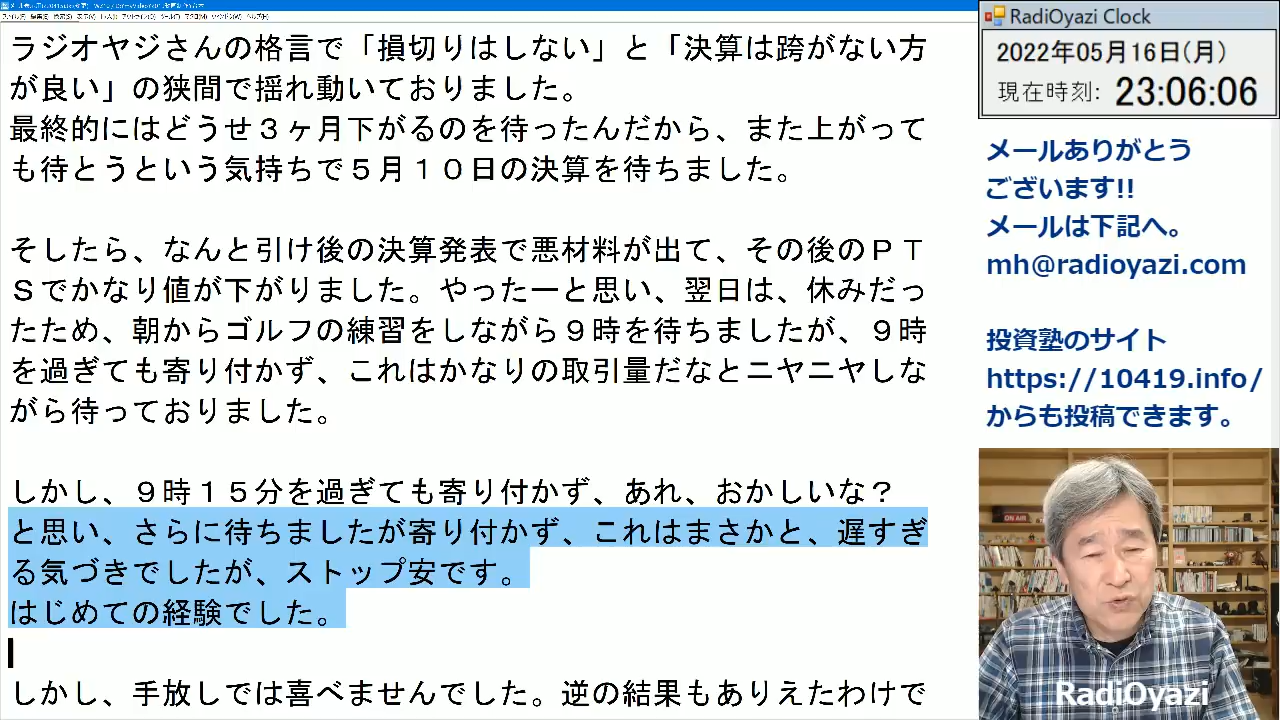 ラジオヤジさんの格言で「損切りはしない」と「決算は跨がない方
が良い」の狭間で揺れ動いておりました。
最終的にはどうせ３ヶ月下がるのを待ったんだから、また上がって
も待とうという気持ちで５月１０日の決算を待ちました。
そしたら、なんと引け後の決算発表で悪材料が出て、その後のＰＴ
Ｓでかなり値が下がりました。やったーと思い、翌日は、休みだっ
たため、朝からゴルフの練習をしながら９時を待ちましたが、９時
を過ぎても寄り付かず、これはかなりの取引量だなとニヤニヤしな
がら待っておりました。
しかし、９時１５分を過ぎても寄り付かず、あれ、おかしいな？
と思い、さらに待ちましたが寄り付かず、これはまさかと、遅すぎ
る気づきでしたが、ストップ安です。
はじめての経験でした。
しかし、手放しでは喜べませんでした。逆の結果もありえたわけで
RadiOyazi Clock
2022年05月16日(月)
現在時刻: 23:06:06
メールありがとう
ございます!!
メールは下記へ。
mh@radioyazi.com
投資塾のサイト
https://10419.info/
からも投稿できます。
ON AIR
RadiOyazi